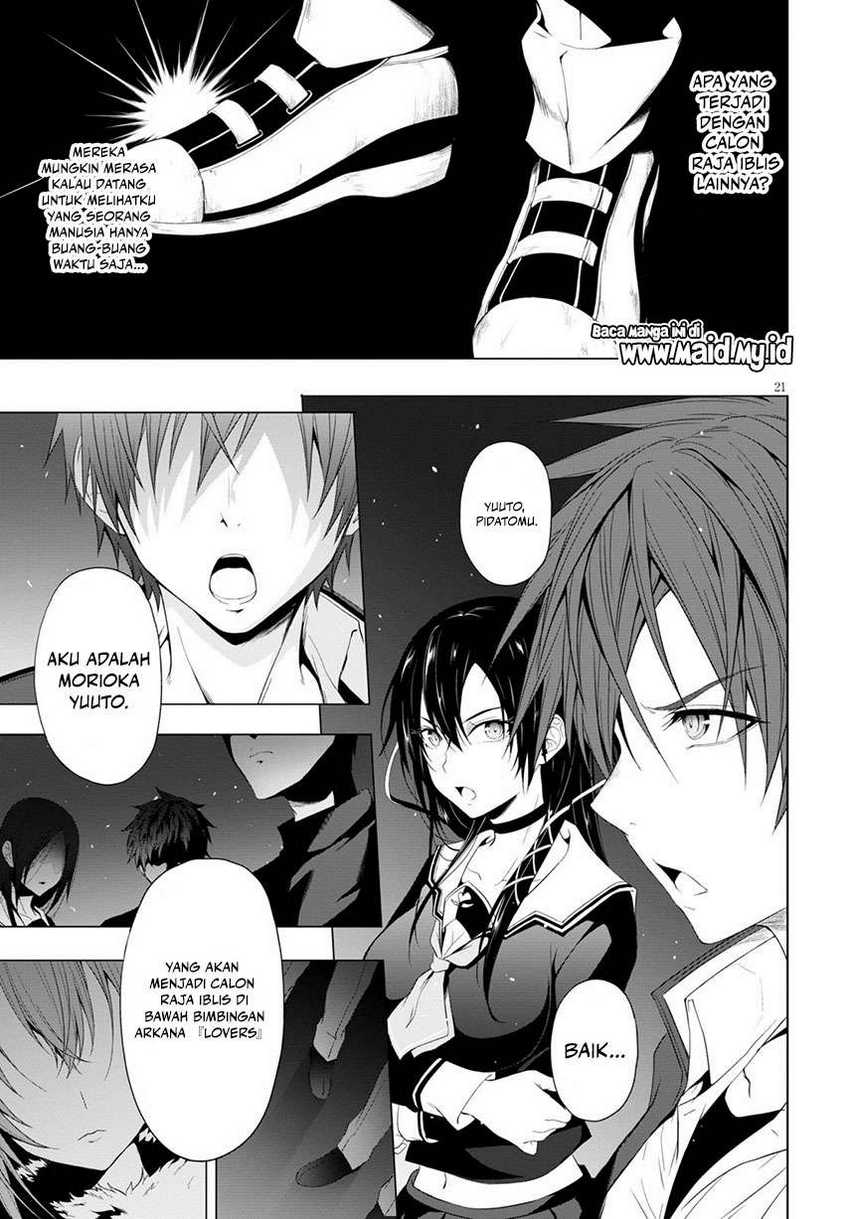 APA YANG
TERJADI
DENGAN
CALON
RAJA IBLIS
LAINNYA?
MEREKA
MUNGKIN MERASA
KALAU DATANG
UNTUK MELIHATKU
YANG SEORANG
MANUSIA HANYA
BUANG-BUANG
WAKTU SAJA...
Baca Manga ini di
www.Maid.My.id
21
YUUTO,
PIDATOMU.
BAIK...
AKU ADALAH
MORIOKA
YUUTO.
YANG AKAN
MENJADI CALON
RAJA IBLIS DI
BAWAH BIMBINGAN
ARKANA 『LOVERS』